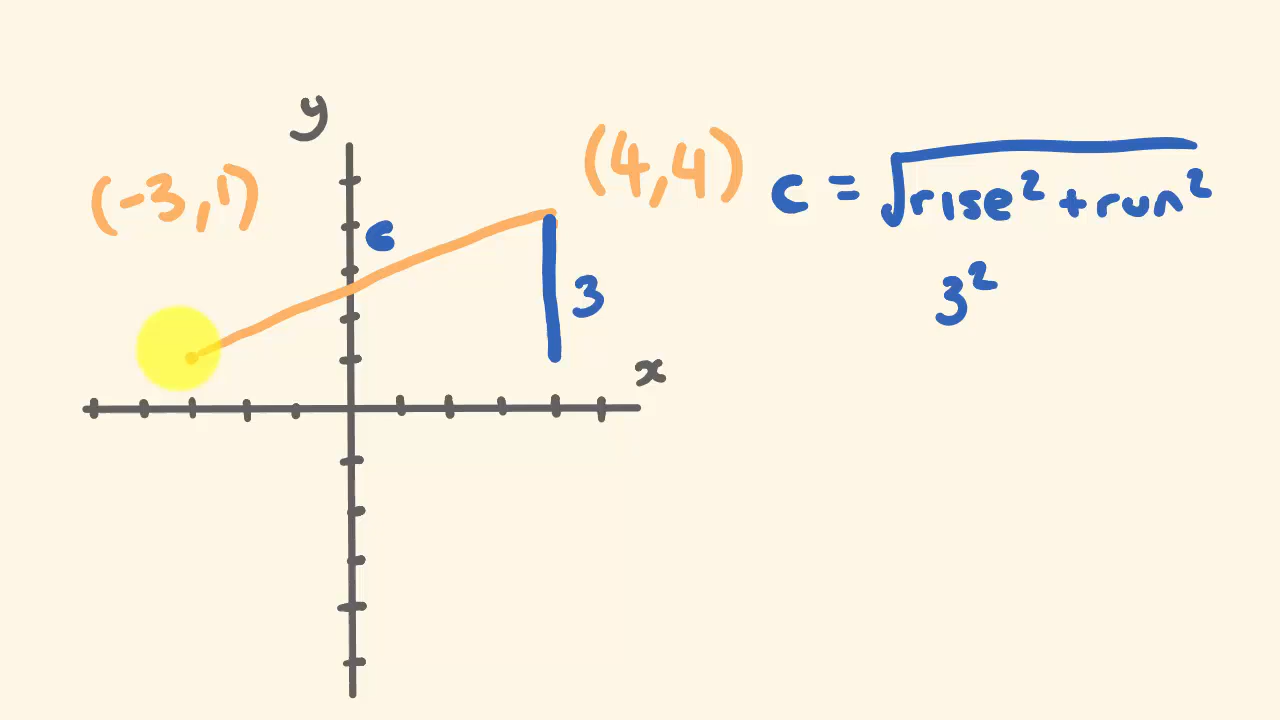 y
(-3,1)
(4,4)
c = √rise² + run²
c
3
3²
x